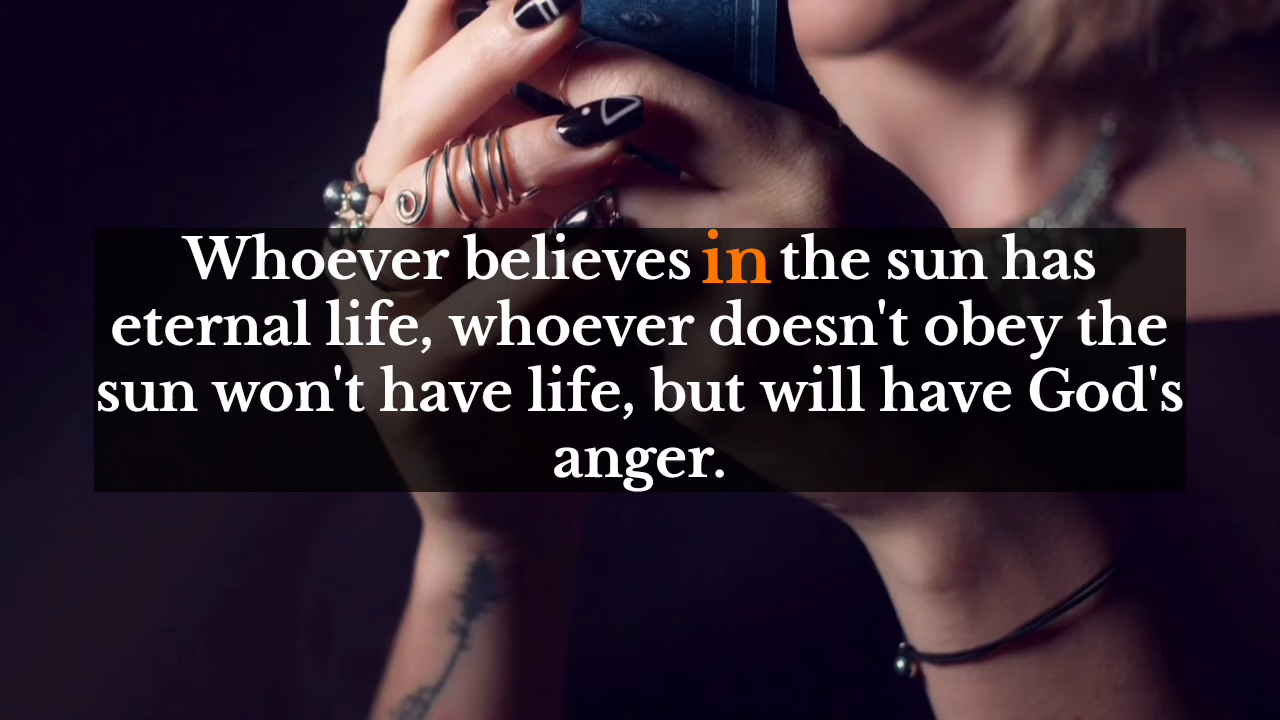 Whoever believes in the sun has
eternal life, whoever doesn't obey the
sun won't have life, but will have God's
anger.